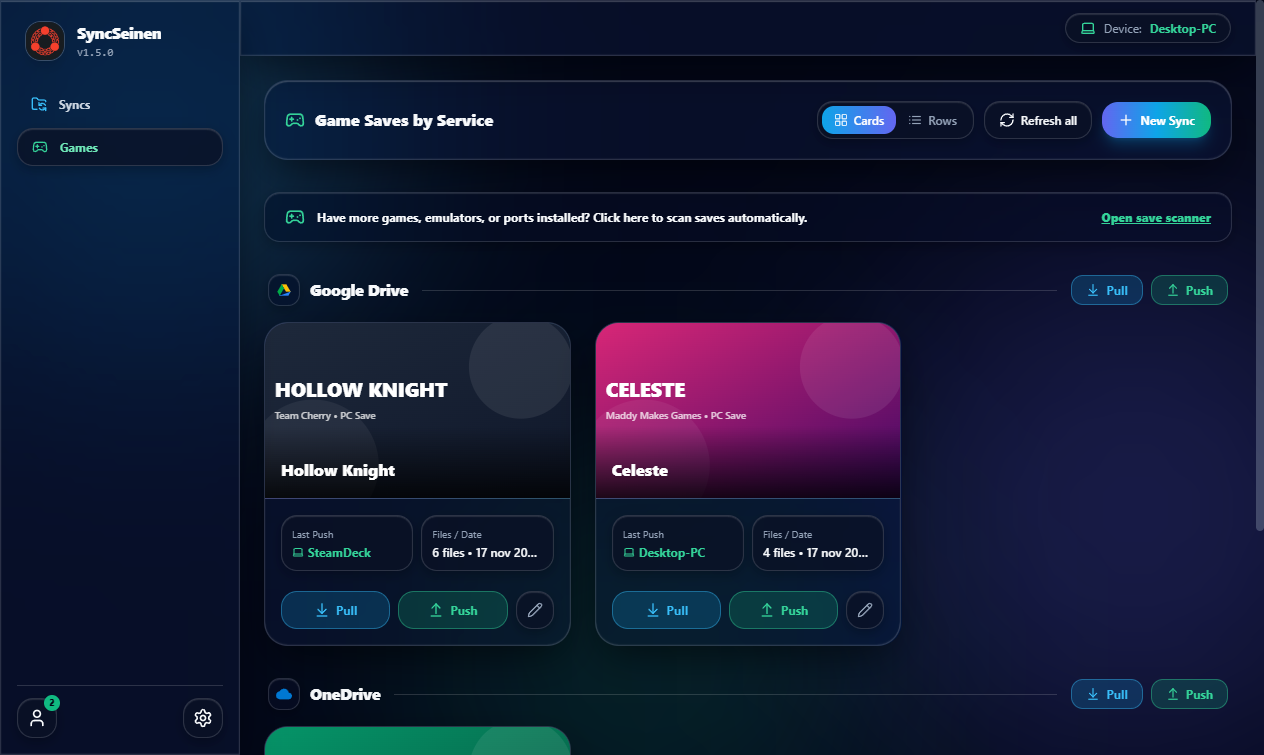 SyncSeinen
v1.5.0
Device: Desktop-PC
Syncs
Games
Game Saves by Service
Cards
Rows
Refresh all
New Sync
Have more games, emulators, or ports installed? Click here to scan saves automatically.
Open save scanner
Google Drive
Pull
Push
HOLLOW KNIGHT
Team Cherry • PC Save
Hollow Knight
Last Push
SteamDeck
Files / Date
6 files • 17 nov 20...
Pull
Push
CELESTE
Maddy Makes Games • PC Save
Celeste
Last Push
Desktop-PC
Files / Date
4 files • 17 nov 20...
Pull
Push
OneDrive
Pull
Push
2